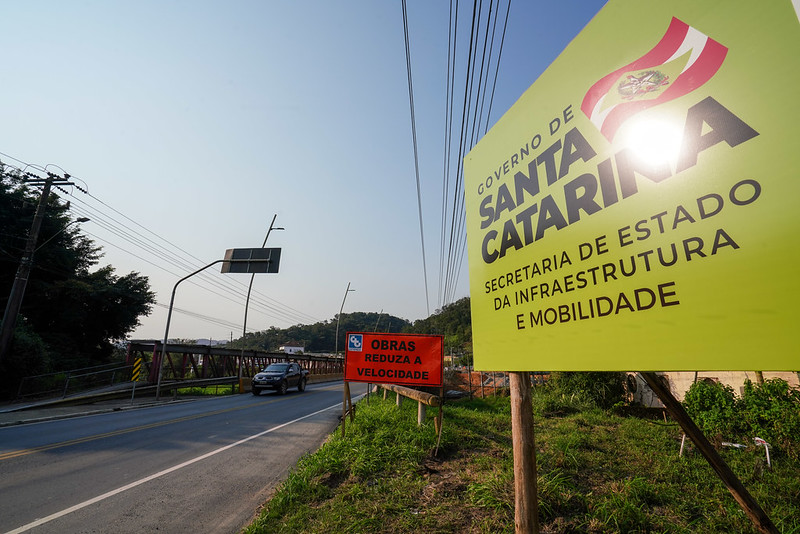 GOVERNO DE
SANTA
CATARINA
SECRETARIA DE ESTADO
DA INFRAESTRUTURA
E MOBILIDADE
OBRAS
REDUZA A
VELOCIDADE